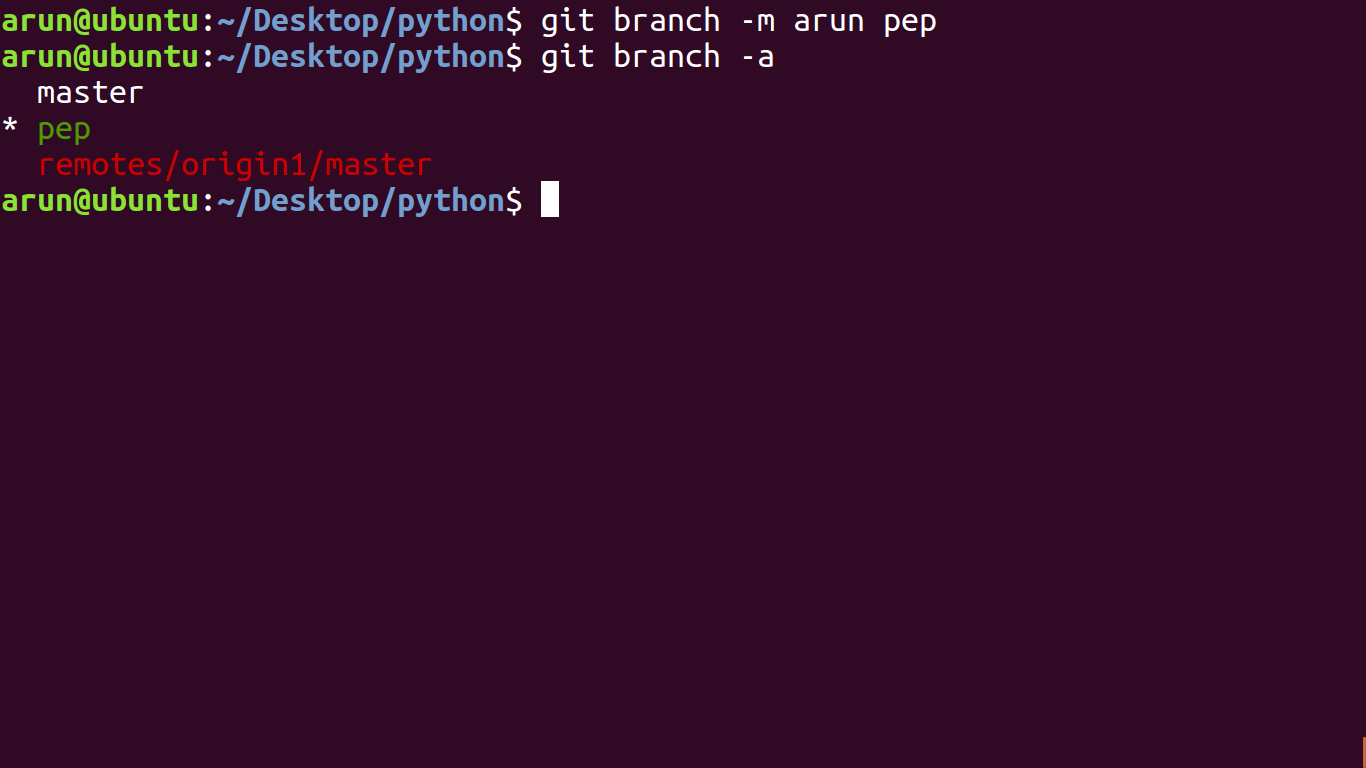 arun@ubuntu:~/Desktop/python$ git branch -m arun pep
arun@ubuntu:~/Desktop/python$ git branch -a
  master
* pep
  remotes/origin1/master
arun@ubuntu:~/Desktop/python$